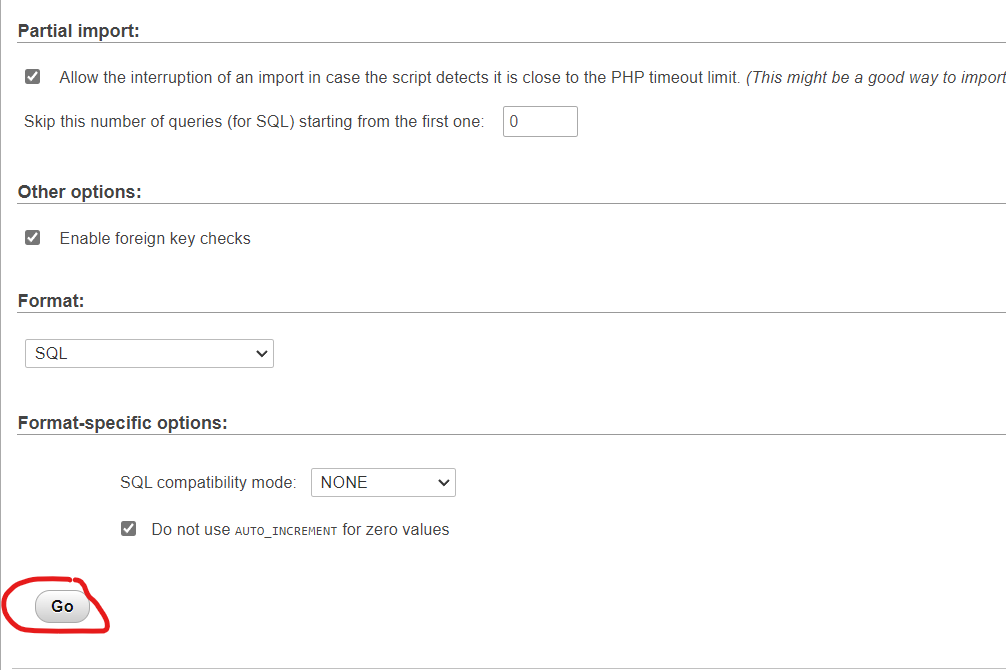 Partial import:
Allow the interruption of an import in case the script detects it is close to the PHP timeout limit. (This might be a good way to import
Skip this number of queries (for SQL) starting from the first one: 0
Other options:
Enable foreign key checks
Format:
SQL
Format-specific options:
SQL compatibility mode: NONE
Do not use AUTO_INCREMENT for zero values
Go